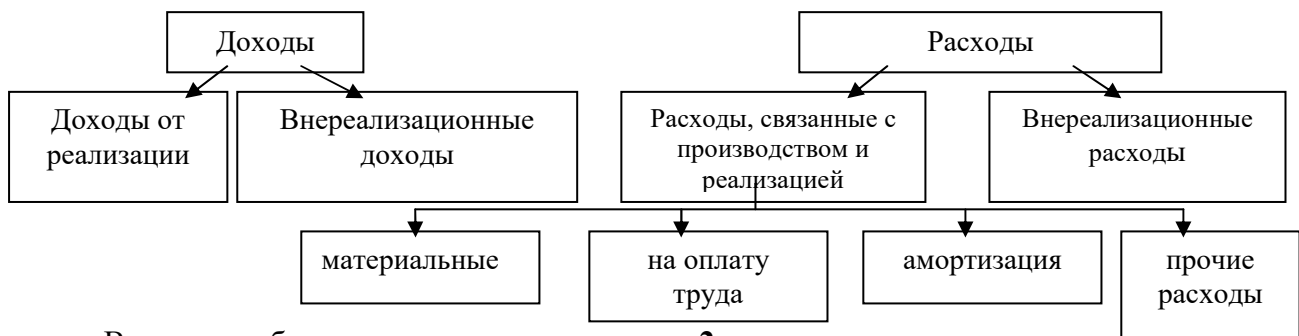 Доходы
Расходы
Доходы от
реализации
Внереализационные
доходы
Расходы, связанные с
производством и
реализацией
Внереализационные
расходы
материальные
на оплату
труда
амортизация
прочие
расходы